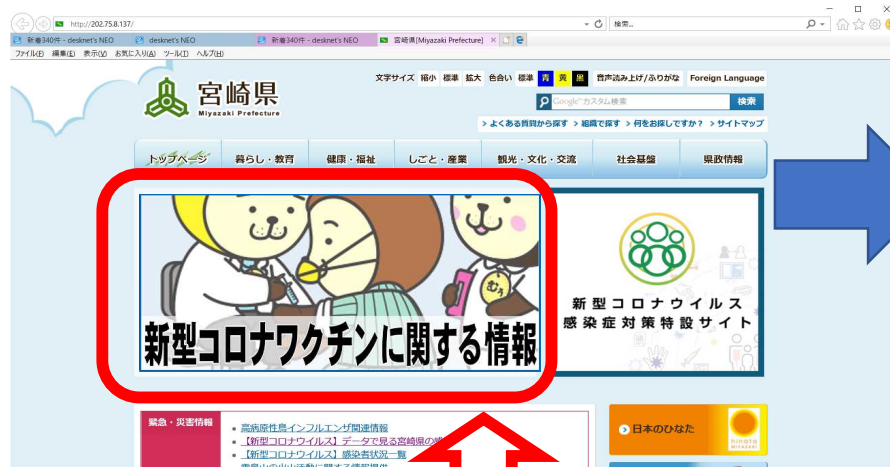 http://202.75.8.137/
検索...
新着340件 - desknet's NEO
desknet's NEO
新着340件 - desknet's NEO
宮崎県[Miyazaki Prefecture]
ファイル(F) 編集(E) 表示(V) お気に入り(A) ツール(T) ヘルプ(H)
文字サイズ 縮小 標準 拡大 色合い 標準 青 黄 黒 音声読み上げ/ふりがな Foreign Language
宮崎県
Miyazaki Prefecture
Google カスタム検索 検索
> よくある質問から探す > 組織で探す > 何をお探しですか? > サイトマップ
トップページ 暮らし・教育 健康・福祉 しごと・産業 観光・文化・交流 社会基盤 県政情報
むぅ
新型コロナワクチンに関する情報
新型コロナウイルス
感染症対策特設サイト
緊急・災害情報
高病原性鳥インフルエンザ関連情報
【新型コロナウイルス】データで見る宮崎県の
【新型コロナウイルス】感染者状況一覧
日本のひなた
hinata
MIYAZAKI